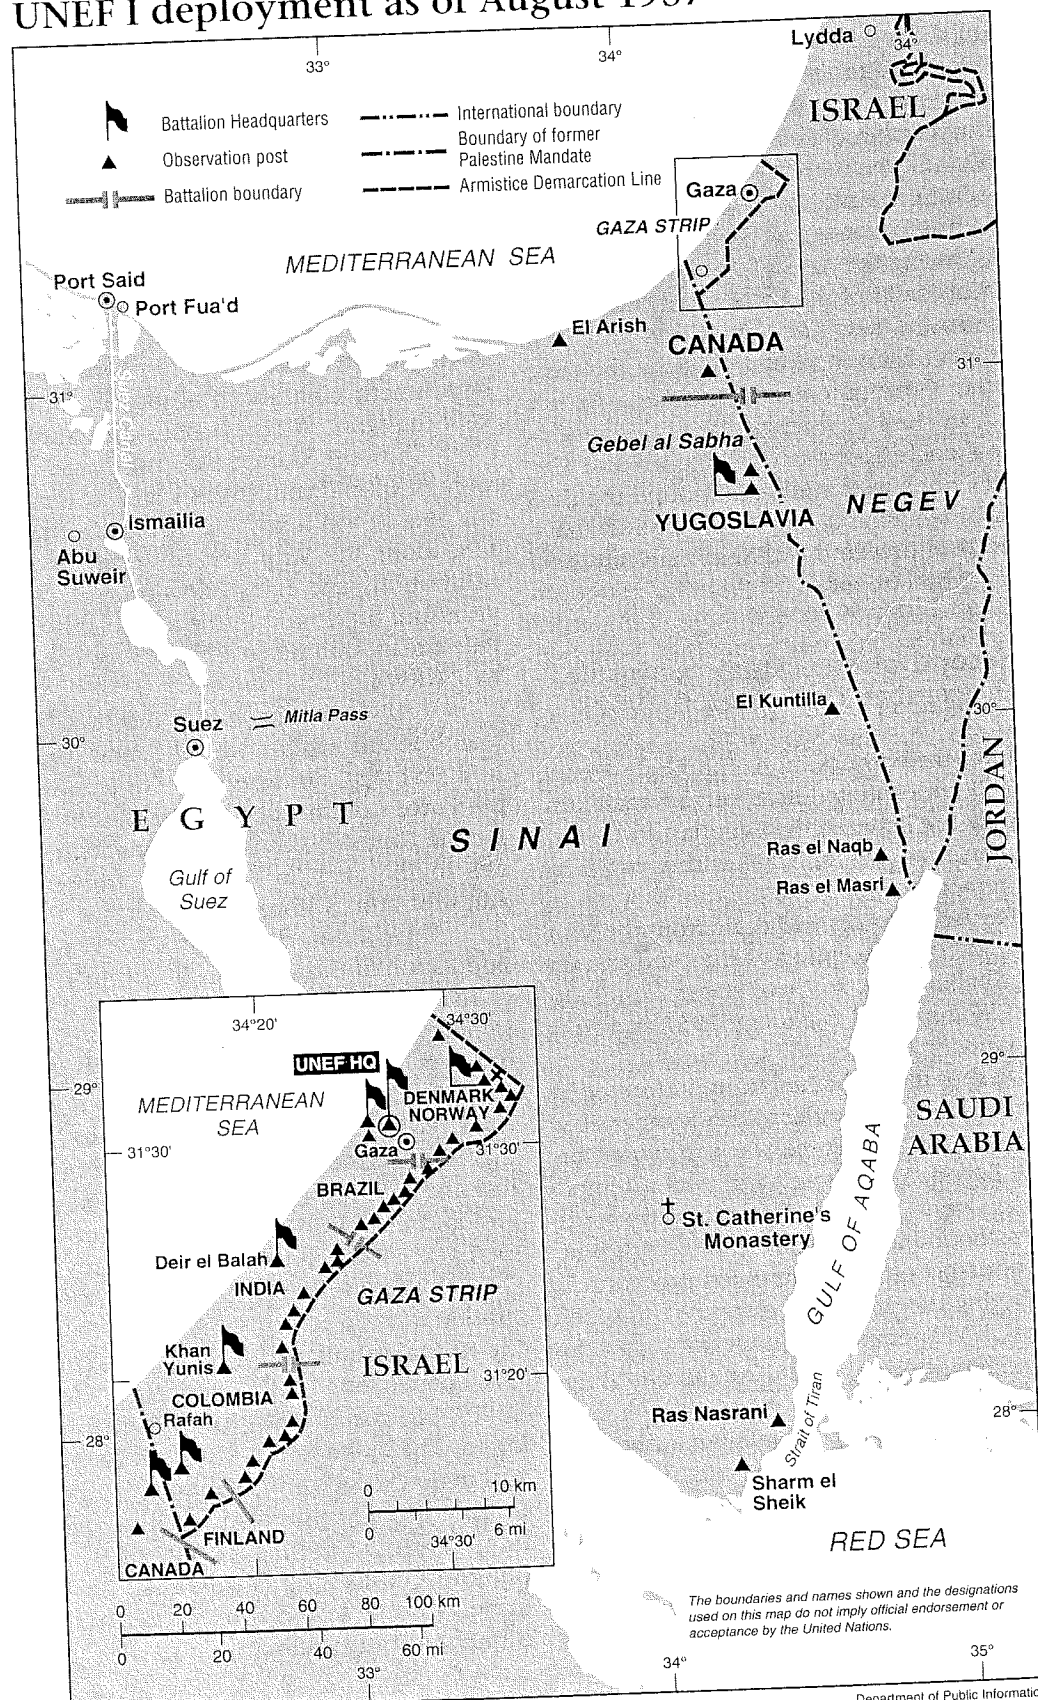 UNEF I deployment as of August 1957
33°
34°
Lydda
34°
ISRAEL
Battalion Headquarters
Observation post
Battalion boundary
International boundary
Boundary of former
Palestine Mandate
Armistice Demarcation Line
Gaza
GAZA STRIP
MEDITERRANEAN SEA
Port Said
Port Fua'd
El Arish
CANADA
31°
31°
Suez Canal
Gebel al Sabha
YUGOSLAVIA
NEGEV
Ismailia
Abu
Suweir
El Kuntilla
30°
Suez
Mitla Pass
30°
EGYPT
SINAI
JORDAN
Ras el Naqb
Ras el Masri
Gulf of
Suez
34°20'
34°30'
UNEF HQ
29°
29°
MEDITERRANEAN
SEA
DENMARK
NORWAY
31°30'
Gaza
31°30'
SAUDI
ARABIA
BRAZIL
St. Catherine's
Monastery
GULF OF AQABA
Deir el Balah
INDIA
GAZA STRIP
Khan
Yunis
ISRAEL
31°20'
COLOMBIA
Rafah
28°
Ras Nasrani
Strait of Tiran
28°
Sharm el
Sheik
0 10 km
0 6 mi
34°30'
FINLAND
CANADA
RED SEA
The boundaries and names shown and the designations
used on this map do not imply official endorsement or
acceptance by the United Nations.
0 20 40 60 80 100 km
0 20 40 60 mi
33°
34°
35°
Department of Public Informatio